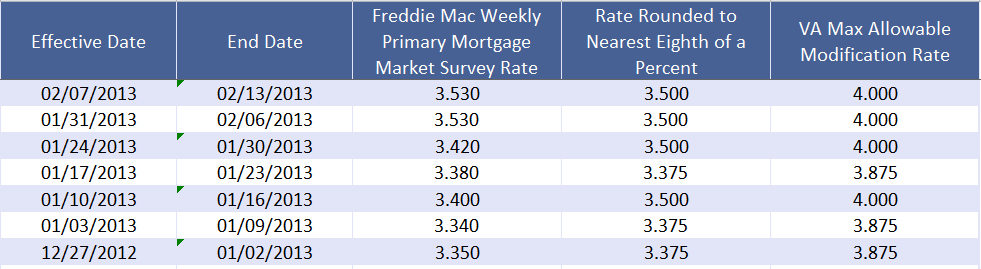 Effective Date End Date Freddie Mac Weekly Primary Mortgage Market Survey Rate Rate Rounded to Nearest Eighth of a Percent VA Max Allowable Modification Rate
02/07/2013 02/13/2013 3.530 3.500 4.000
01/31/2013 02/06/2013 3.530 3.500 4.000
01/24/2013 01/30/2013 3.420 3.500 4.000
01/17/2013 01/23/2013 3.380 3.375 3.875
01/10/2013 01/16/2013 3.400 3.500 4.000
01/03/2013 01/09/2013 3.340 3.375 3.875
12/27/2012 01/02/2013 3.350 3.375 3.875